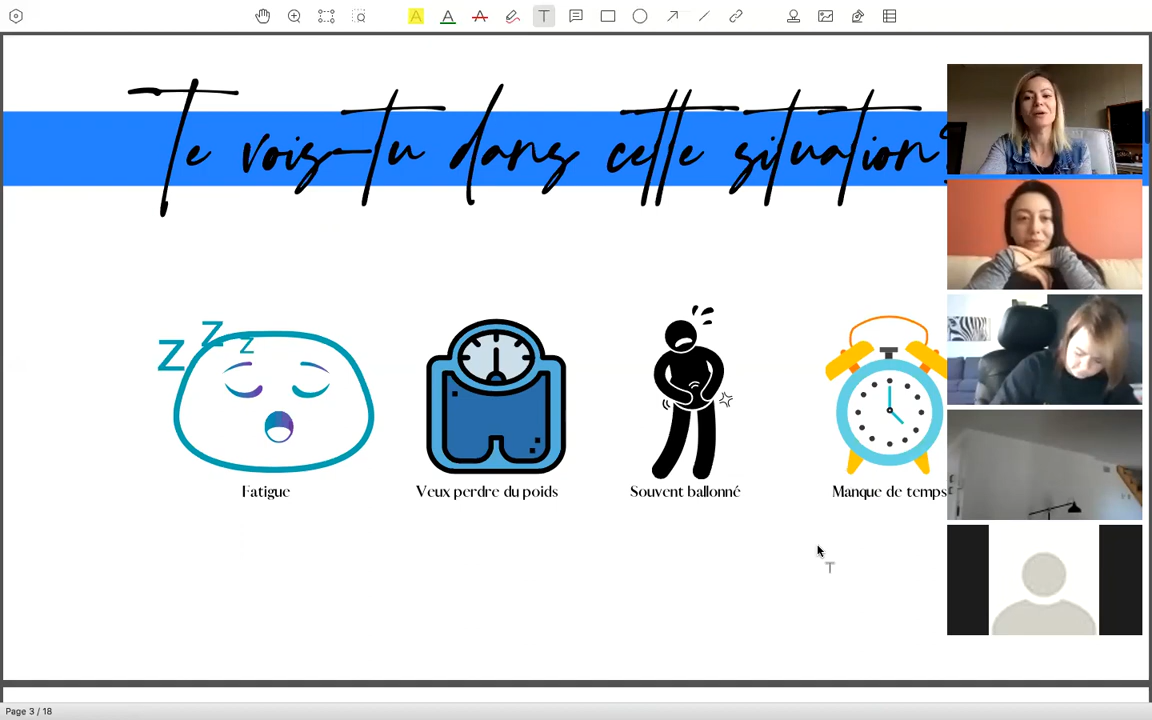 Te vois-tu dans cette situation?
Z Z Z
Fatigue
Veux perdre du poids
Souvent ballonné
Manque de temps
Page 3 / 18